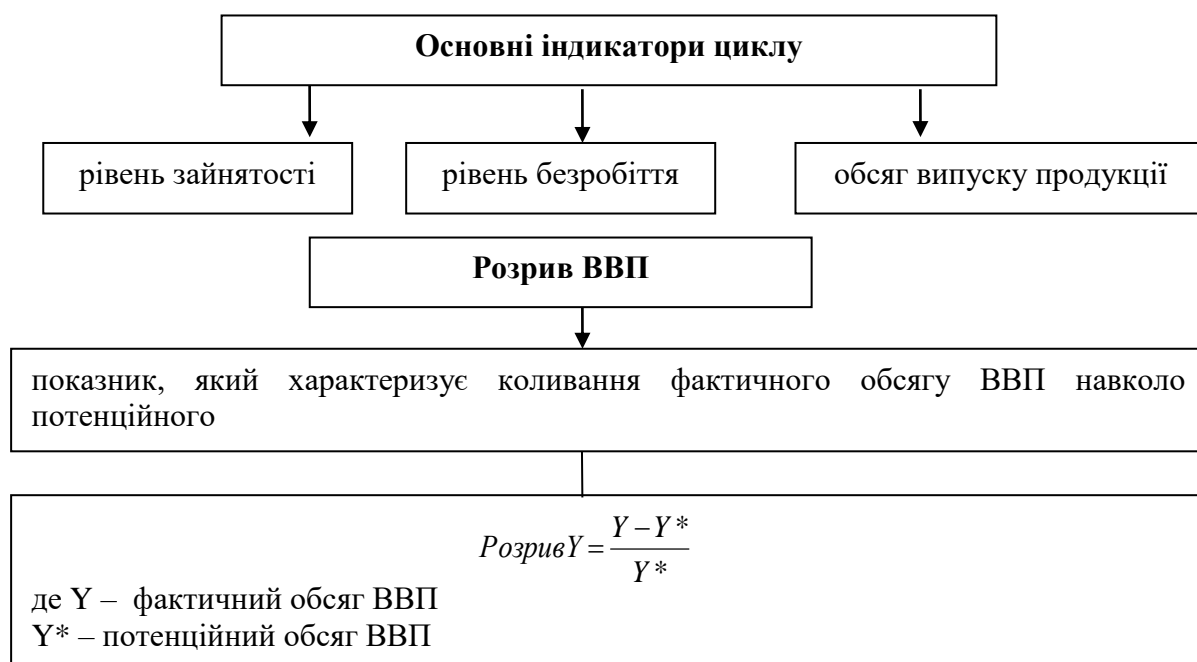 Основні індикатори циклу
рівень зайнятості
рівень безробіття
обсяг випуску продукції
Розрив ВВП
показник, який характеризує коливання фактичного обсягу ВВП навколо
потенційного
РозривY = (Y − Y*) / Y*
де Y – фактичний обсяг ВВП
Y* – потенційний обсяг ВВП